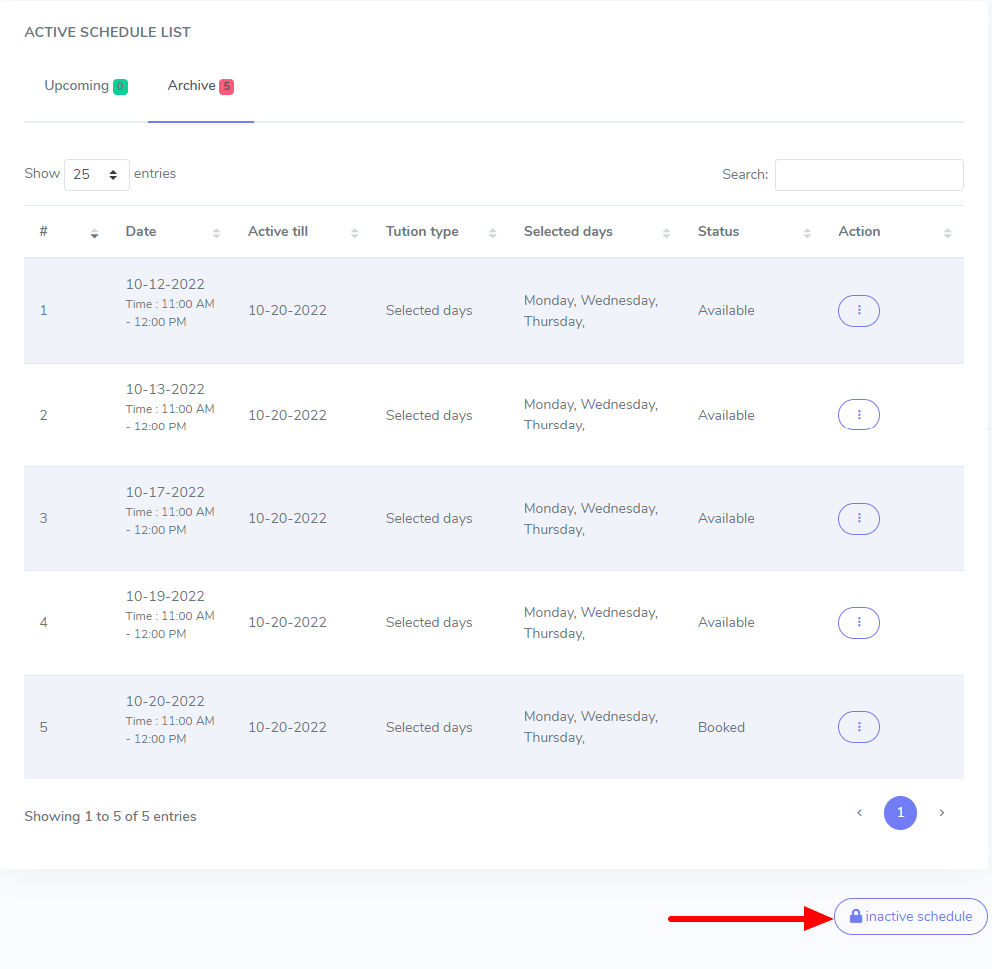 ACTIVE SCHEDULE LIST
Upcoming 0 Archive 5
Show 25 entries Search:
# Date Active till Tution type Selected days Status Action
1 10-12-2022 Time : 11:00 AM - 12:00 PM 10-20-2022 Selected days Monday, Wednesday, Thursday, Available
2 10-13-2022 Time : 11:00 AM - 12:00 PM 10-20-2022 Selected days Monday, Wednesday, Thursday, Available
3 10-17-2022 Time : 11:00 AM - 12:00 PM 10-20-2022 Selected days Monday, Wednesday, Thursday, Available
4 10-19-2022 Time : 11:00 AM - 12:00 PM 10-20-2022 Selected days Monday, Wednesday, Thursday, Available
5 10-20-2022 Time : 11:00 AM - 12:00 PM 10-20-2022 Selected days Monday, Wednesday, Thursday, Booked
Showing 1 to 5 of 5 entries ‹ 1 ›
inactive schedule